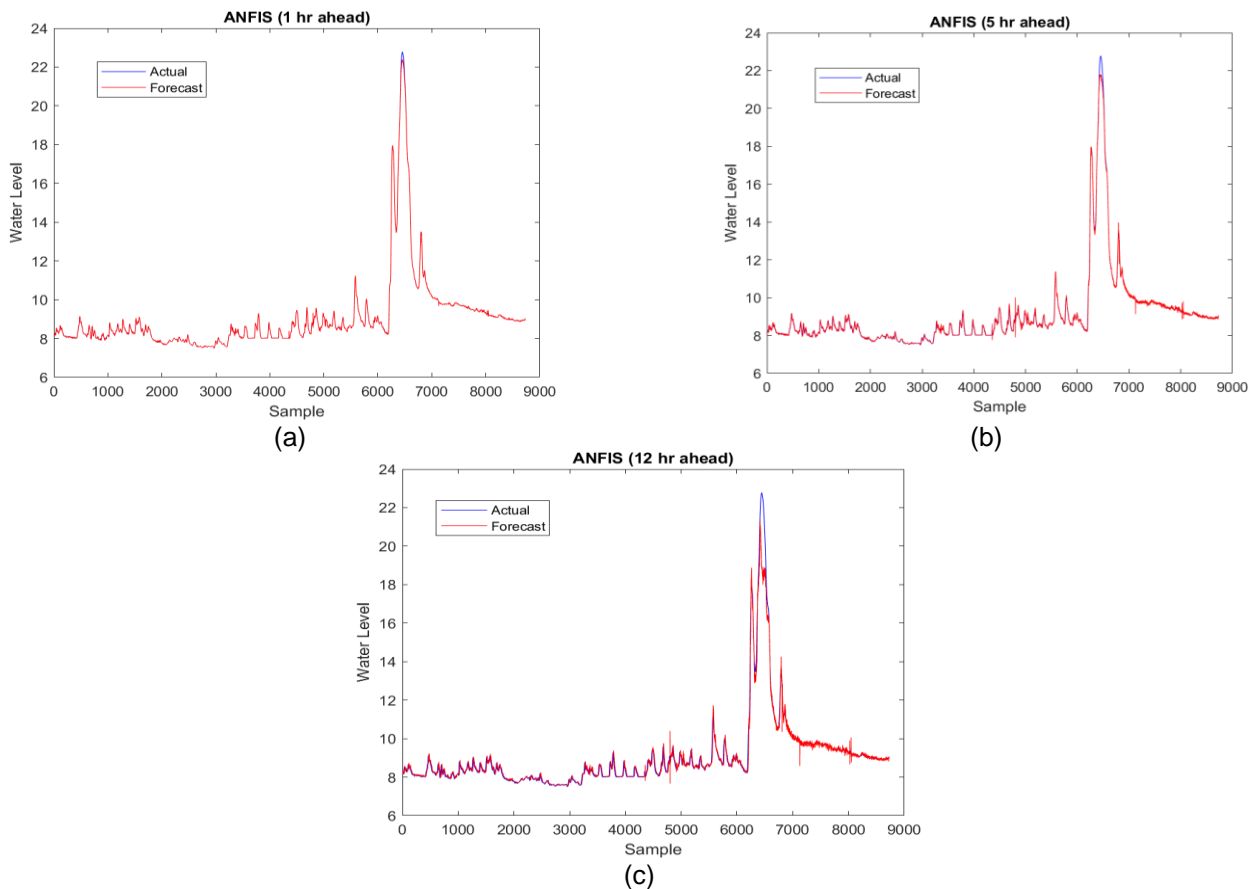 ANFIS (1 hr ahead)
24
22
20
18
16
14
12
10
8
6
Water Level
Actual
Forecast
0 1000 2000 3000 4000 5000 6000 7000 8000 9000
Sample
(a)
ANFIS (5 hr ahead)
24
22
20
18
16
14
12
10
8
6
Water Level
Actual
Forecast
0 1000 2000 3000 4000 5000 6000 7000 8000 9000
Sample
(b)
ANFIS (12 hr ahead)
24
22
20
18
16
14
12
10
8
6
Water Level
Actual
Forecast
0 1000 2000 3000 4000 5000 6000 7000 8000 9000
Sample
(c)